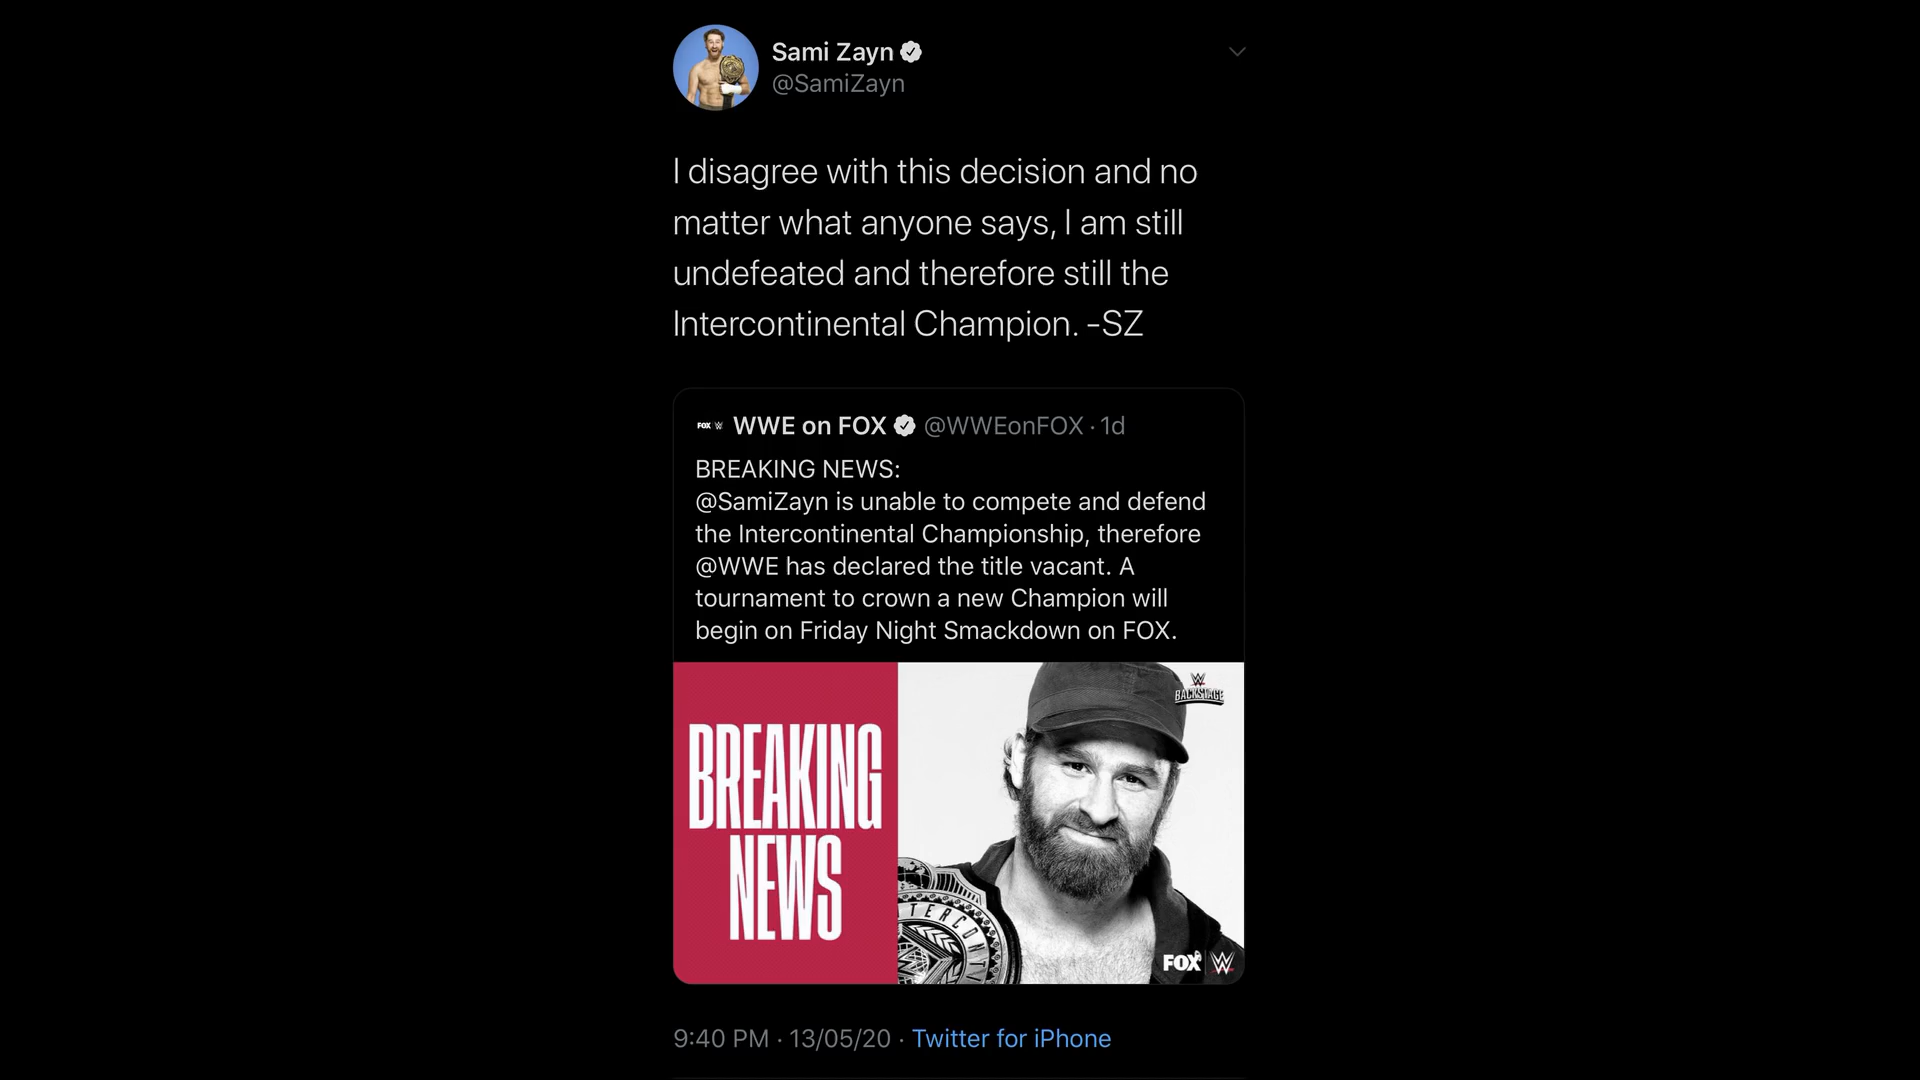 Sami Zayn
@SamiZayn
I disagree with this decision and no
matter what anyone says, I am still
undefeated and therefore still the
Intercontinental Champion. -SZ
FOX W WWE on FOX @WWEonFOX · 1d
BREAKING NEWS:
@SamiZayn is unable to compete and defend
the Intercontinental Championship, therefore
@WWE has declared the title vacant. A
tournament to crown a new Champion will
begin on Friday Night Smackdown on FOX.
W
BACKSTAGE
BREAKING
NEWS
TERCONTI
FOX W
9:40 PM · 13/05/20 · Twitter for iPhone